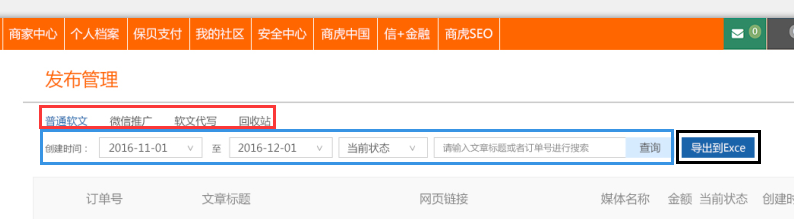 商家中心 个人档案 保贝支付 我的社区 安全中心 商虎中国 信+金融 商虎SEO 0
发布管理
普通软文 微信推广 软文代写 回收站
创建时间： 2016-11-01 至 2016-12-01 当前状态 请输入文章标题或者订单号进行搜索 查询 导出到Exce
订单号 文章标题 网页链接 媒体名称 金额 当前状态 创建时